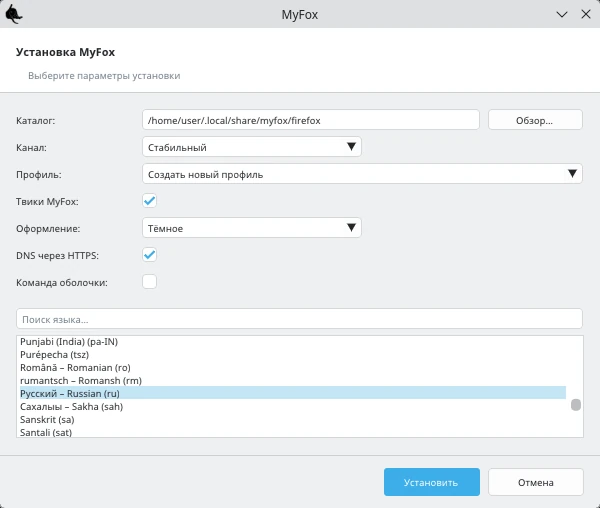 MyFox
Установка MyFox
Выберите параметры установки
Каталог: /home/user/.local/share/myfox/firefox Обзор...
Канал: Стабильный
Профиль: Создать новый профиль
Твики MyFox:
Оформление: Тёмное
DNS через HTTPS:
Команда оболочки:
Поиск языка...
Punjabi (India) (pa-IN)
Purépecha (tsz)
Română – Romanian (ro)
rumantsch – Romansh (rm)
Русский – Russian (ru)
Сахалыы – Sakha (sah)
Sanskrit (sa)
Santali (sat)
Установить Отмена